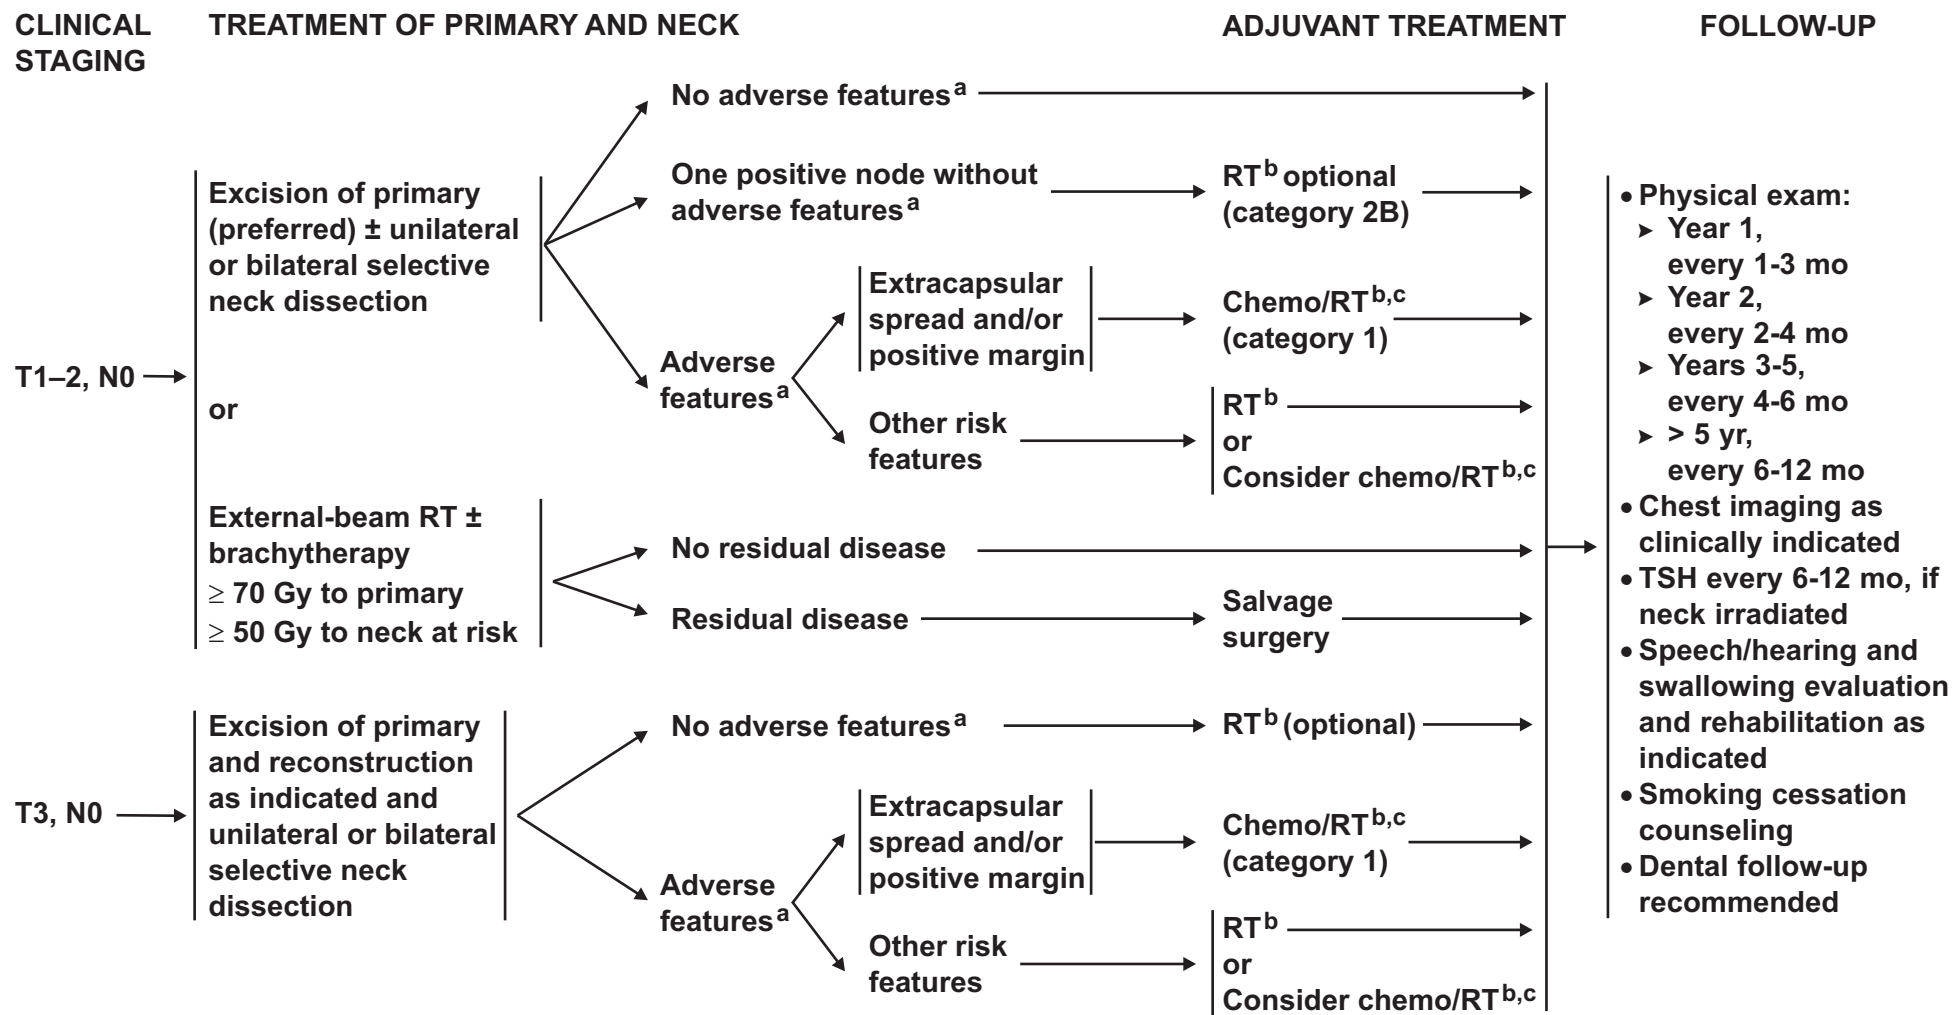 CLINICAL
STAGING
TREATMENT OF PRIMARY AND NECK
ADJUVANT TREATMENT
FOLLOW-UP
T1–2, N0
Excision of primary
(preferred) ± unilateral
or bilateral selective
neck dissection
or
External-beam RT ±
brachytherapy
≥ 70 Gy to primary
≥ 50 Gy to neck at risk
No adverse features a
One positive node without
adverse features a
RT b optional
(category 2B)
Adverse
features a
Extracapsular
spread and/or
positive margin
Chemo/RT b,c
(category 1)
Other risk
features
RT b
or
Consider chemo/RT b,c
No residual disease
Residual disease
Salvage
surgery
T3, N0
Excision of primary
and reconstruction
as indicated and
unilateral or bilateral
selective neck
dissection
No adverse features a
RT b (optional)
Adverse
features a
Extracapsular
spread and/or
positive margin
Chemo/RT b,c
(category 1)
Other risk
features
RT b
or
Consider chemo/RT b,c
• Physical exam:
➤ Year 1,
every 1-3 mo
➤ Year 2,
every 2-4 mo
➤ Years 3-5,
every 4-6 mo
➤ > 5 yr,
every 6-12 mo
• Chest imaging as
clinically indicated
• TSH every 6-12 mo, if
neck irradiated
• Speech/hearing and
swallowing evaluation
and rehabilitation as
indicated
• Smoking cessation
counseling
• Dental follow-up
recommended